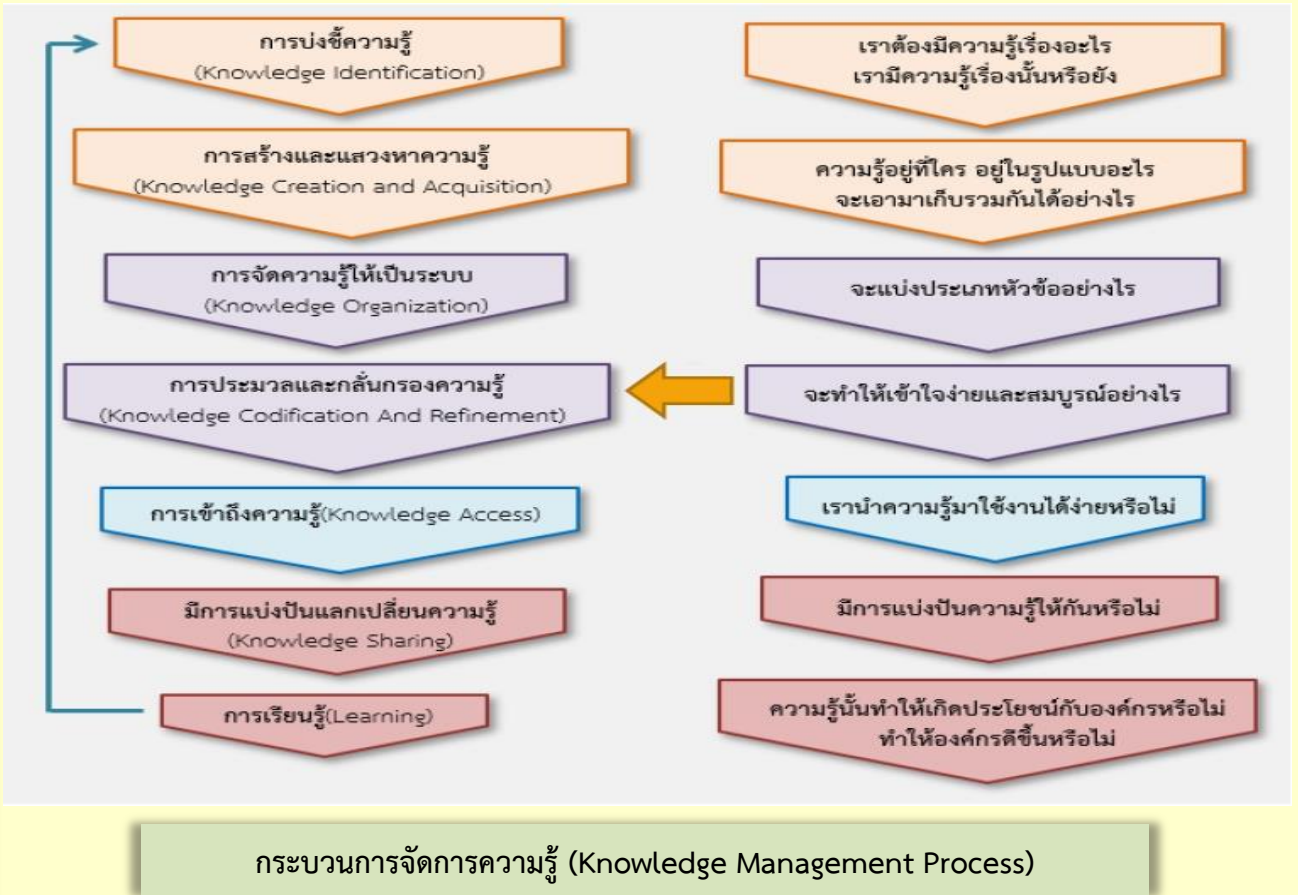 การบ่งชี้ความรู้
(Knowledge Identification)
การสร้างและแสวงหาความรู้
(Knowledge Creation and Acquisition)
การจัดความรู้ให้เป็นระบบ
(Knowledge Organization)
การประมวลและกลั่นกรองความรู้
(Knowledge Codification And Refinement)
การเข้าถึงความรู้(Knowledge Access)
มีการแบ่งปันแลกเปลี่ยนความรู้
(Knowledge Sharing)
การเรียนรู้(Learning)
เราต้องมีความรู้เรื่องอะไร
เรามีความรู้เรื่องนั้นหรือยัง
ความรู้อยู่ที่ใคร อยู่ในรูปแบบอะไร
จะเอามาเก็บรวมกันได้อย่างไร
จะแบ่งประเภทหัวข้ออย่างไร
จะทำให้เข้าใจง่ายและสมบูรณ์อย่างไร
เรานำความรู้มาใช้งานได้ง่ายหรือไม่
มีการแบ่งปันความรู้ให้กันหรือไม่
ความรู้นั้นทำให้เกิดประโยชน์กับองค์กรหรือไม่
ทำให้องค์กรดีขึ้นหรือไม่
กระบวนการจัดการความรู้ (Knowledge Management Process)